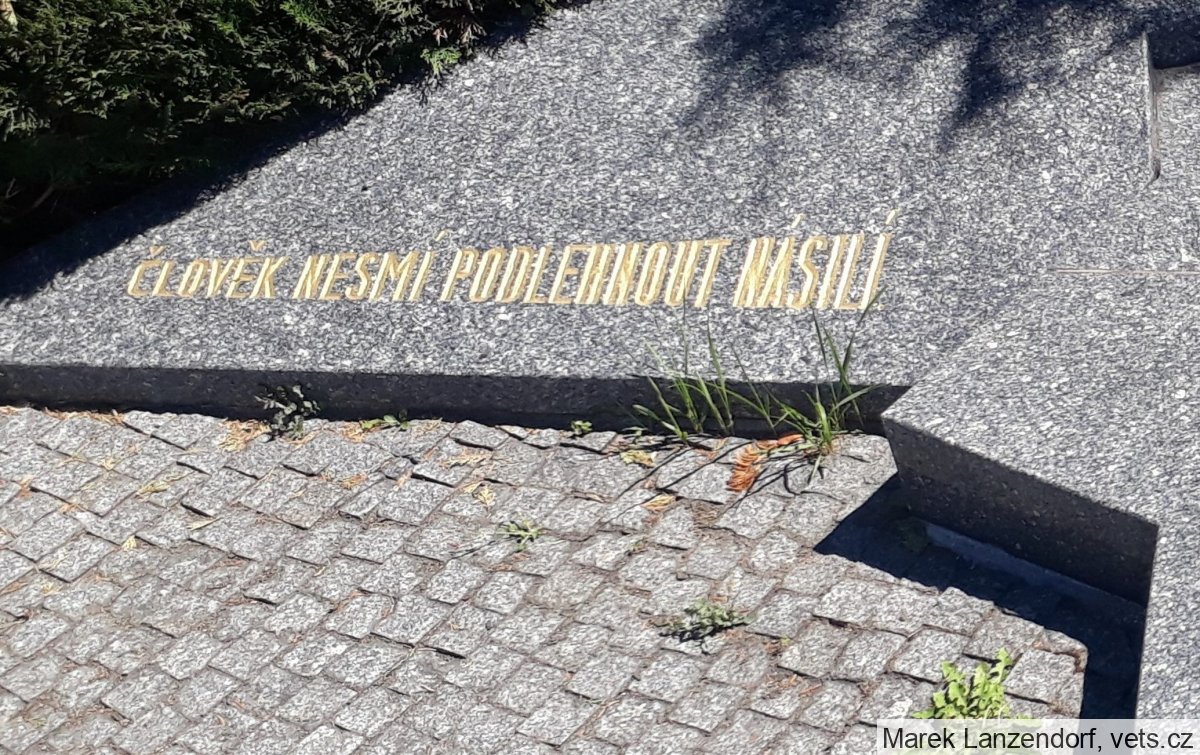 ČLOVĚK NESMÍ PODLEHNOUT NÁSILÍ
Marek Lanzendorf, vets.cz